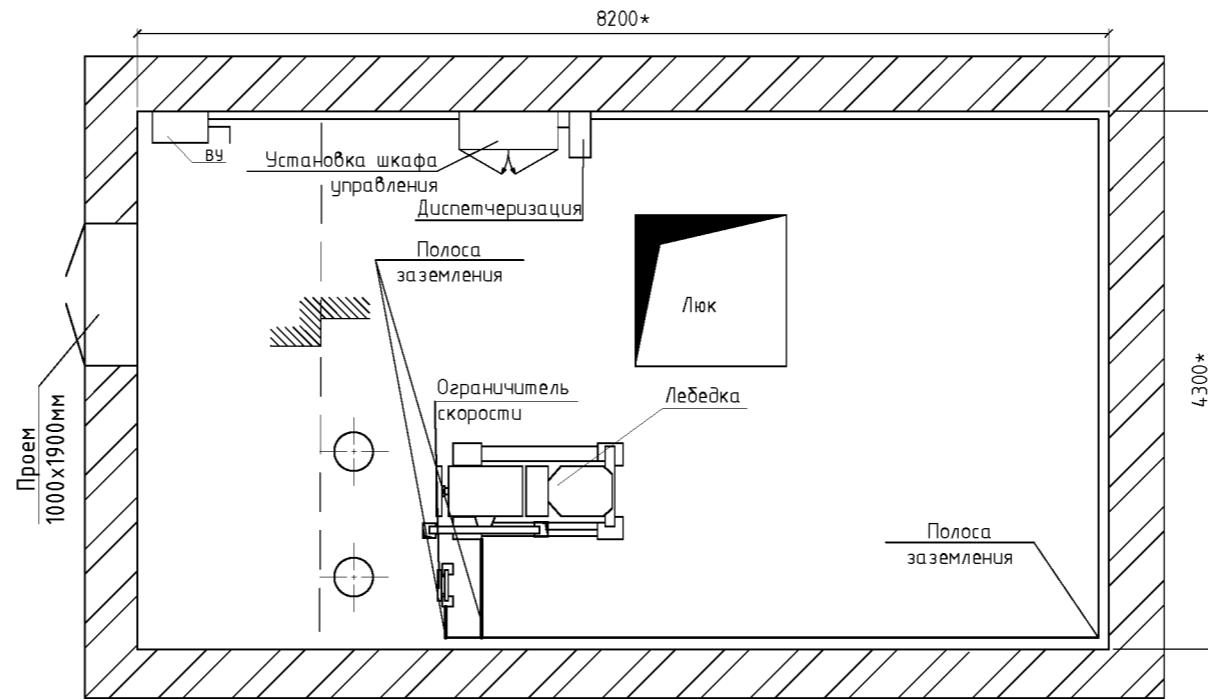 8200*
ВУ
Установка шкафа
управления
Диспетчеризация
Полоса
заземления
Люк
4300*
Ограничитель
скорости
Лебедка
Проем
1000х1900мм
Полоса
заземления